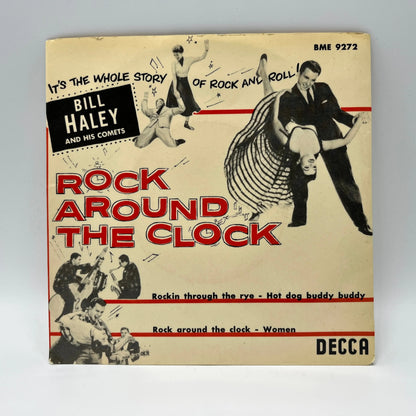 BME 9272
IT'S THE WHOLE STORY OF ROCK AND ROLL!
BILL
HALEY
AND HIS COMETS
ROCK
AROUND
THE CLOCK
Rockin through the rye - Hot dog buddy buddy
Rock around the clock - Women
DECCA